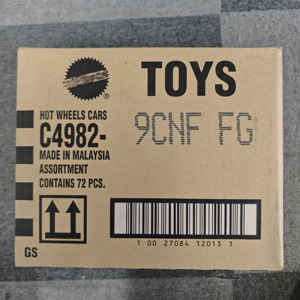 TOYS
HOT WHEELS CARS
C4982-
9CNF FG
MADE IN MALAYSIA
ASSORTMENT
CONTAINS 72 PCS.
1 00 27084 12013 1
GS